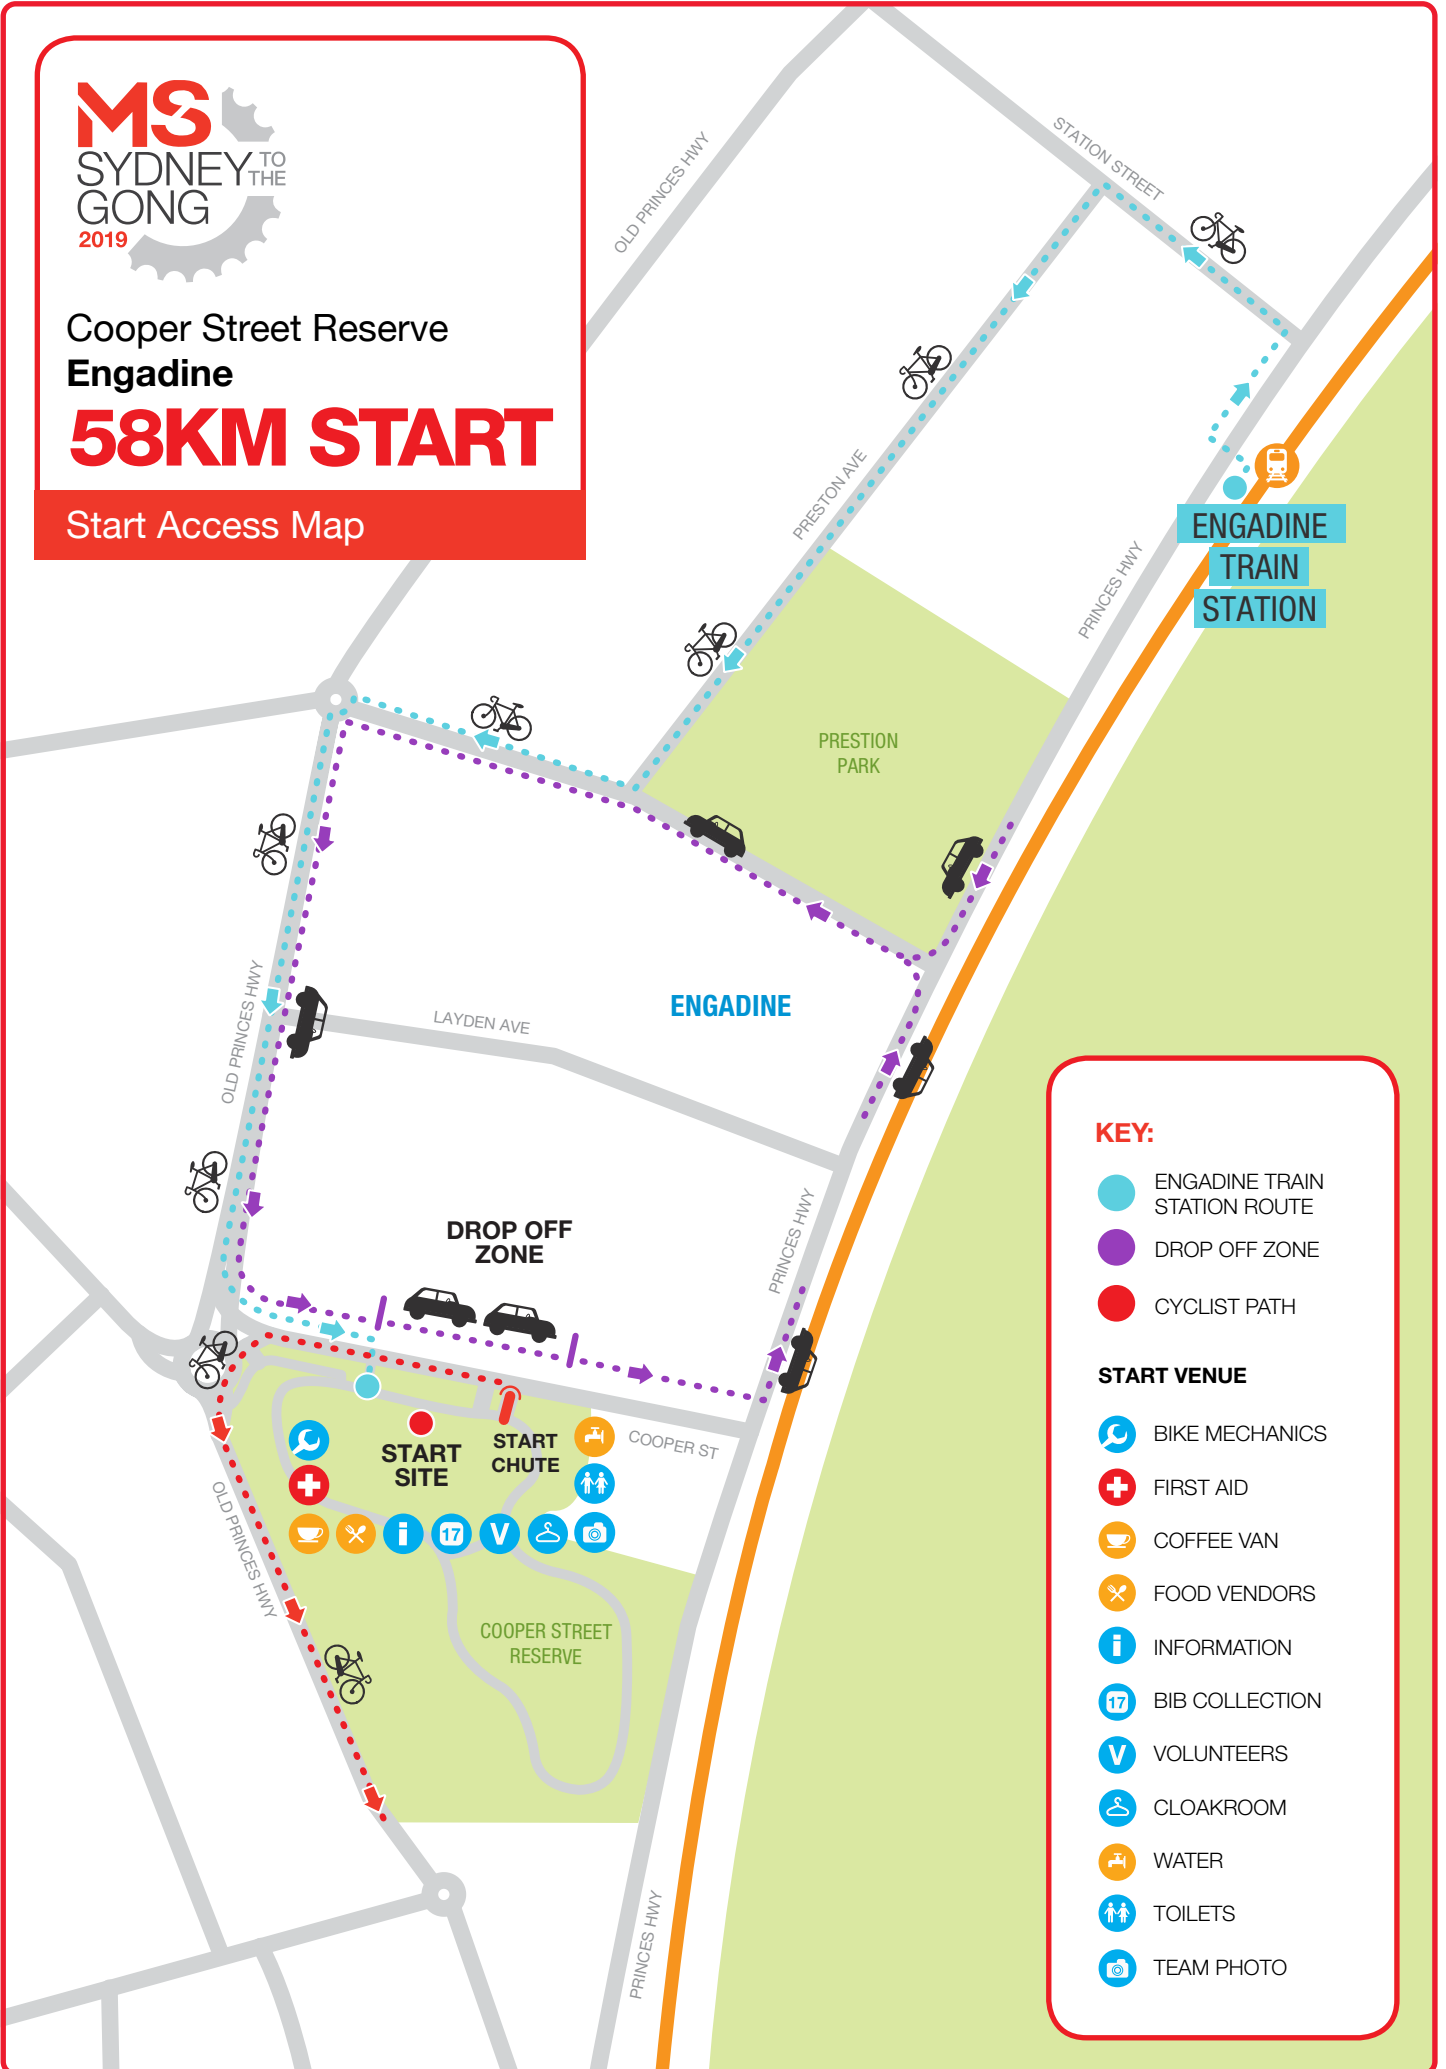 MS
SYDNEY TO THE
GONG
2019
Cooper Street Reserve
Engadine
58KM START
Start Access Map
OLD PRINCES HWY
STATION STREET
PRESTON AVE
PRINCES HWY
ENGADINE
TRAIN
STATION
PRESTION
PARK
OLD PRINCES HWY
LAYDEN AVE
ENGADINE
PRINCES HWY
DROP OFF
ZONE
START
SITE
START
CHUTE
COOPER ST
OLD PRINCES HWY
17
V
COOPER STREET
RESERVE
PRINCES HWY
KEY:
ENGADINE TRAIN
STATION ROUTE
DROP OFF ZONE
CYCLIST PATH
START VENUE
BIKE MECHANICS
FIRST AID
COFFEE VAN
FOOD VENDORS
i INFORMATION
17 BIB COLLECTION
V VOLUNTEERS
CLOAKROOM
WATER
TOILETS
TEAM PHOTO